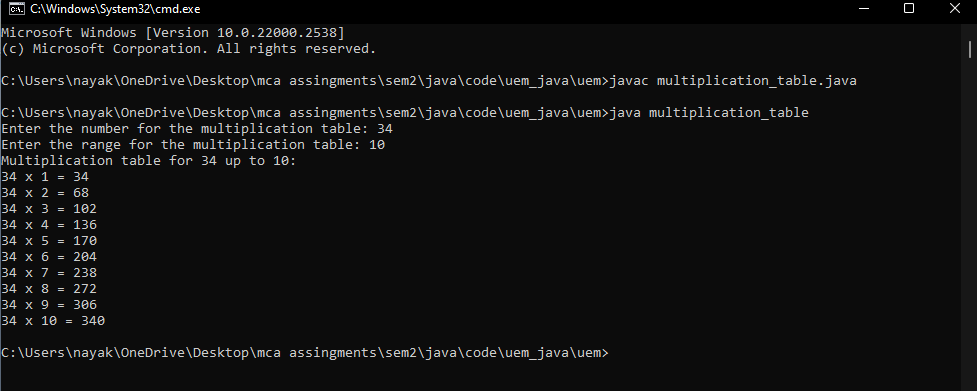 C:\Windows\System32\cmd.exe
Microsoft Windows [Version 10.0.22000.2538]
(c) Microsoft Corporation. All rights reserved.
C:\Users\nayak\OneDrive\Desktop\mca assingments\sem2\java\code\uem_java\uem>javac multiplication_table.java
C:\Users\nayak\OneDrive\Desktop\mca assingments\sem2\java\code\uem_java\uem>java multiplication_table
Enter the number for the multiplication table: 34
Enter the range for the multiplication table: 10
Multiplication table for 34 up to 10:
34 x 1 = 34
34 x 2 = 68
34 x 3 = 102
34 x 4 = 136
34 x 5 = 170
34 x 6 = 204
34 x 7 = 238
34 x 8 = 272
34 x 9 = 306
34 x 10 = 340
C:\Users\nayak\OneDrive\Desktop\mca assingments\sem2\java\code\uem_java\uem>